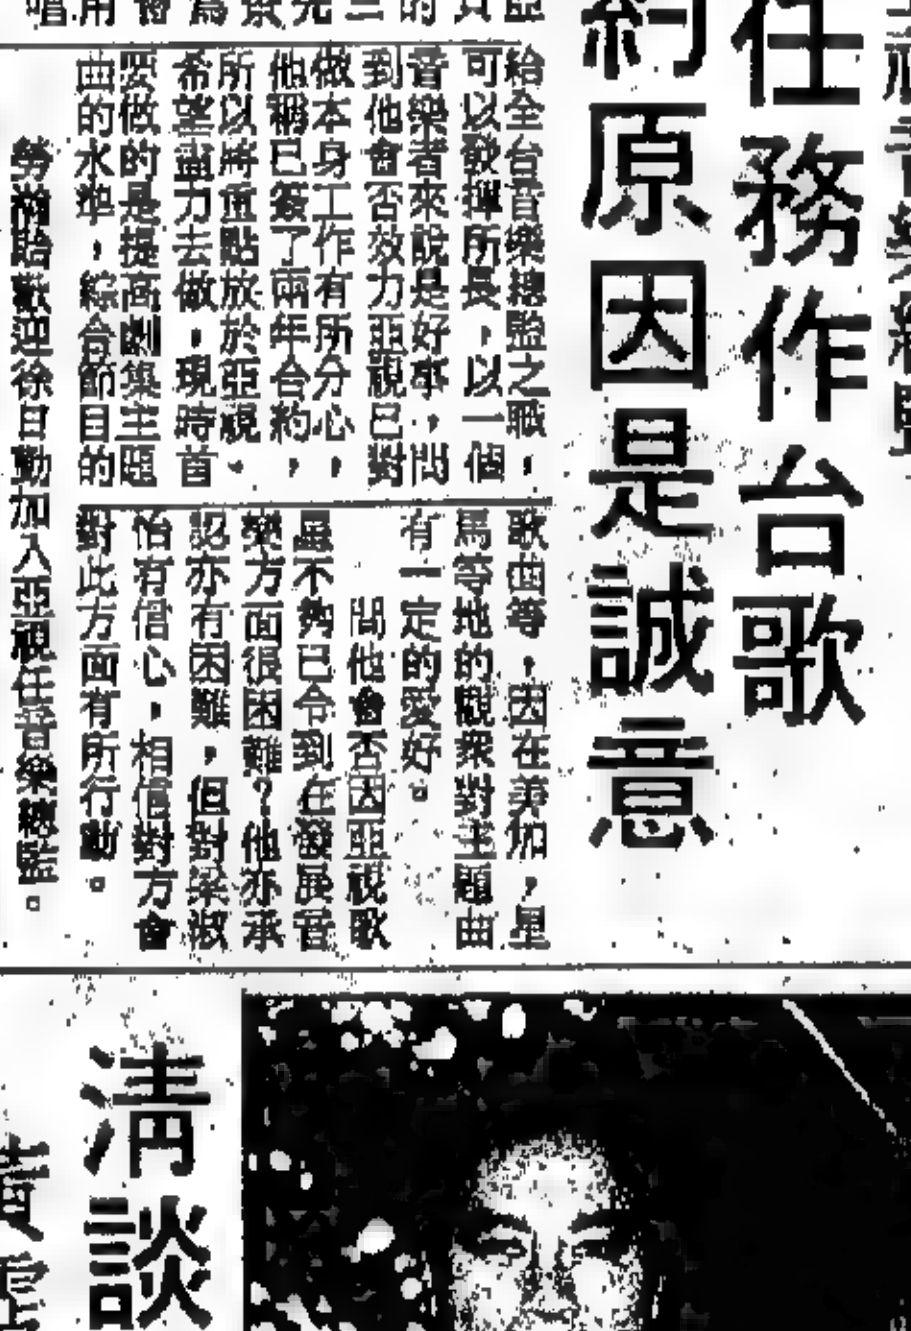 任務作台歌
約原因是誠意
給全台音樂總監之職，
可以發揮所長，以一個
音樂者來說是好事，問
到他會否效力亞視已對
做本身工作有所分心，
他稱已簽了兩年合約，
所以將重點放於亞視。
希望盡力去做，現時首
要做的是提高劇集主題
曲的水準，綜合節目的
歌曲等，因在美加，星
馬等地的觀眾對主題曲
有一定的愛好。
問他會否因亞視歌
星不夠已令到在發展音
樂方面很困難？他亦承
認亦有困難，但對梁淑
怡有信心，相信對方會
對此方面有所行動。
歡迎徐日勤加入亞視任音樂總監。
清談